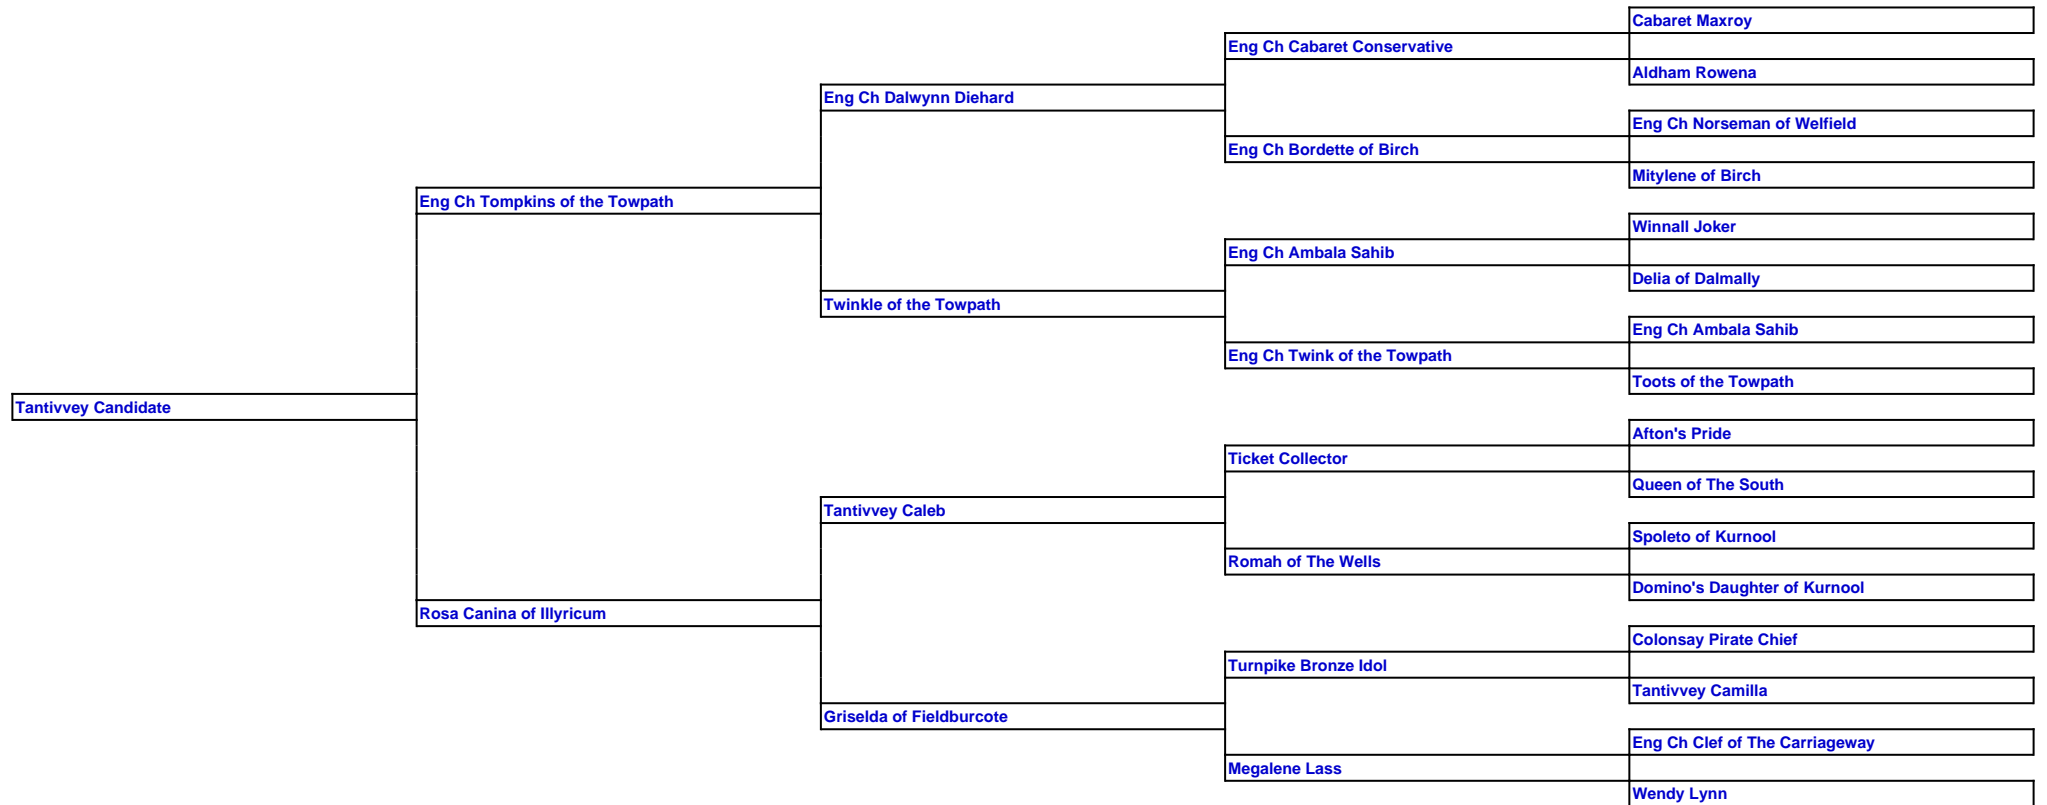 Cabaret Maxroy
Eng Ch Cabaret Conservative
Aldham Rowena
Eng Ch Dalwynn Diehard
Eng Ch Norseman of Welfield
Eng Ch Bordette of Birch
Mitylene of Birch
Eng Ch Tompkins of the Towpath
Winnall Joker
Eng Ch Ambala Sahib
Delia of Dalmally
Twinkle of the Towpath
Eng Ch Ambala Sahib
Eng Ch Twink of the Towpath
Toots of the Towpath
Tantivvey Candidate
Afton's Pride
Ticket Collector
Queen of The South
Tantivvey Caleb
Spoleto of Kurnool
Romah of The Wells
Domino's Daughter of Kurnool
Rosa Canina of Illyricum
Colonsay Pirate Chief
Turnpike Bronze Idol
Tantivvey Camilla
Griselda of Fieldburcote
Eng Ch Clef of The Carriageway
Megalene Lass
Wendy Lynn